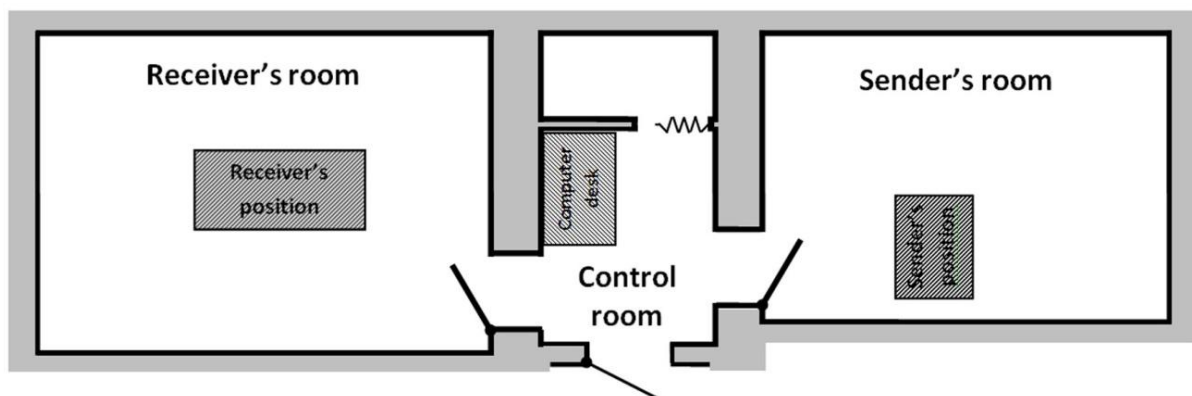 Receiver's room
Receiver's
position
Computer
desk
Control
room
Sender's room
Sender's
position